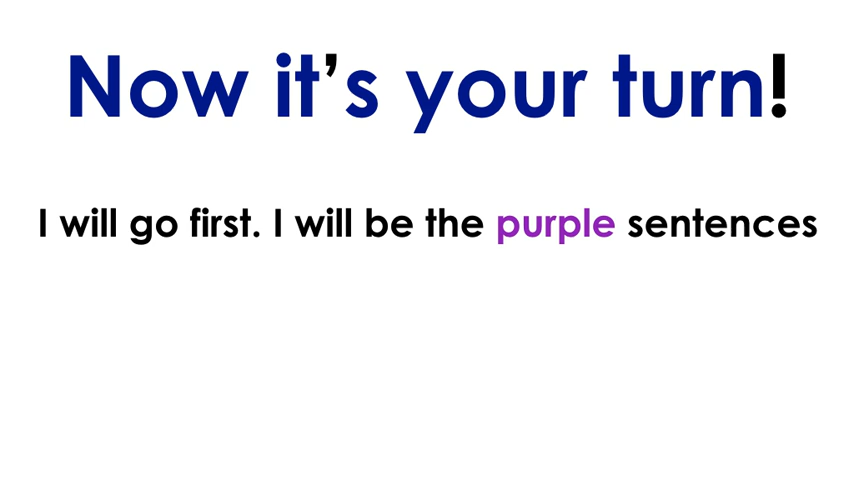 Now it’s your turn!
I will go first. I will be the purple sentences